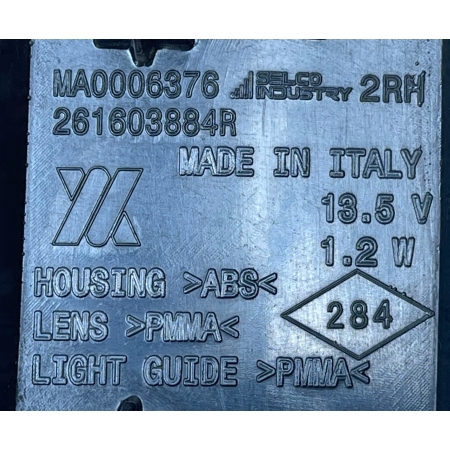 MA0006376 SELCO INDUSTRY 2RH
261603884R
MADE IN ITALY
13.5 V
1.2 W
HOUSING >ABS<
284
LENS >PMMA<
LIGHT GUIDE >PMMA<